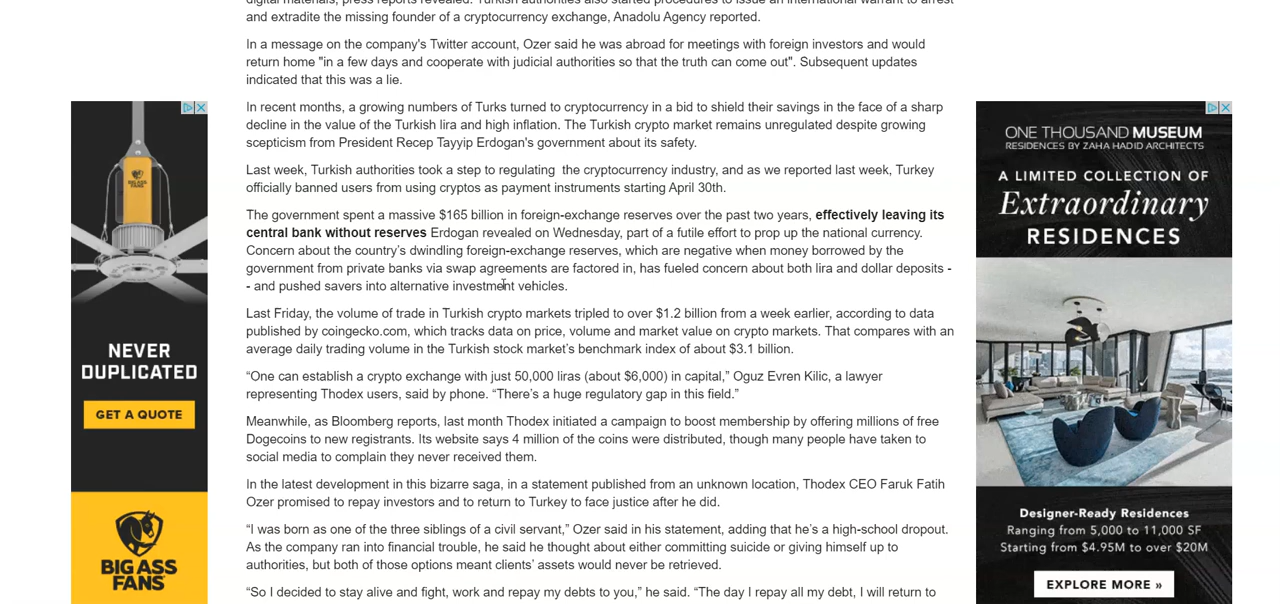 digital materials, press reports revealed. Turkish authorities also started procedures to issue an international warrant to arrest
and extradite the missing founder of a cryptocurrency exchange, Anadolu Agency reported.
In a message on the company's Twitter account, Ozer said he was abroad for meetings with foreign investors and would
return home "in a few days and cooperate with judicial authorities so that the truth can come out". Subsequent updates
indicated that this was a lie.
In recent months, a growing numbers of Turks turned to cryptocurrency in a bid to shield their savings in the face of a sharp
decline in the value of the Turkish lira and high inflation. The Turkish crypto market remains unregulated despite growing
scepticism from President Recep Tayyip Erdogan's government about its safety.
Last week, Turkish authorities took a step to regulating the cryptocurrency industry, and as we reported last week, Turkey
officially banned users from using cryptos as payment instruments starting April 30th.
The government spent a massive $165 billion in foreign-exchange reserves over the past two years, effectively leaving its
central bank without reserves Erdogan revealed on Wednesday, part of a futile effort to prop up the national currency.
Concern about the country's dwindling foreign-exchange reserves, which are negative when money borrowed by the
government from private banks via swap agreements are factored in, has fueled concern about both lira and dollar deposits -
- and pushed savers into alternative investment vehicles.
Last Friday, the volume of trade in Turkish crypto markets tripled to over $1.2 billion from a week earlier, according to data
published by coingecko.com, which tracks data on price, volume and market value on crypto markets. That compares with an
average daily trading volume in the Turkish stock market's benchmark index of about $3.1 billion.
“One can establish a crypto exchange with just 50,000 liras (about $6,000) in capital,” Oguz Evren Kilic, a lawyer
representing Thodex users, said by phone. “There's a huge regulatory gap in this field.”
Meanwhile, as Bloomberg reports, last month Thodex initiated a campaign to boost membership by offering millions of free
Dogecoins to new registrants. Its website says 4 million of the coins were distributed, though many people have taken to
social media to complain they never received them.
In the latest development in this bizarre saga, in a statement published from an unknown location, Thodex CEO Faruk Fatih
Ozer promised to repay investors and to return to Turkey to face justice after he did.
“I was born as one of the three siblings of a civil servant,” Ozer said in his statement, adding that he's a high-school dropout.
As the company ran into financial trouble, he said he thought about either committing suicide or giving himself up to
authorities, but both of those options meant clients' assets would never be retrieved.
“So I decided to stay alive and fight, work and repay my debts to you,” he said. “The day I repay all my debt, I will return to
BIG ASS
FANS
NEVER
DUPLICATED
GET A QUOTE
BIG ASS
FANS
ONE THOUSAND MUSEUM
RESIDENCES BY ZAHA HADID ARCHITECTS
A LIMITED COLLECTION OF
Extraordinary
RESIDENCES
Designer-Ready Residences
Ranging from 5,000 to 11,000 SF
Starting from $4.95M to over $20M
EXPLORE MORE »